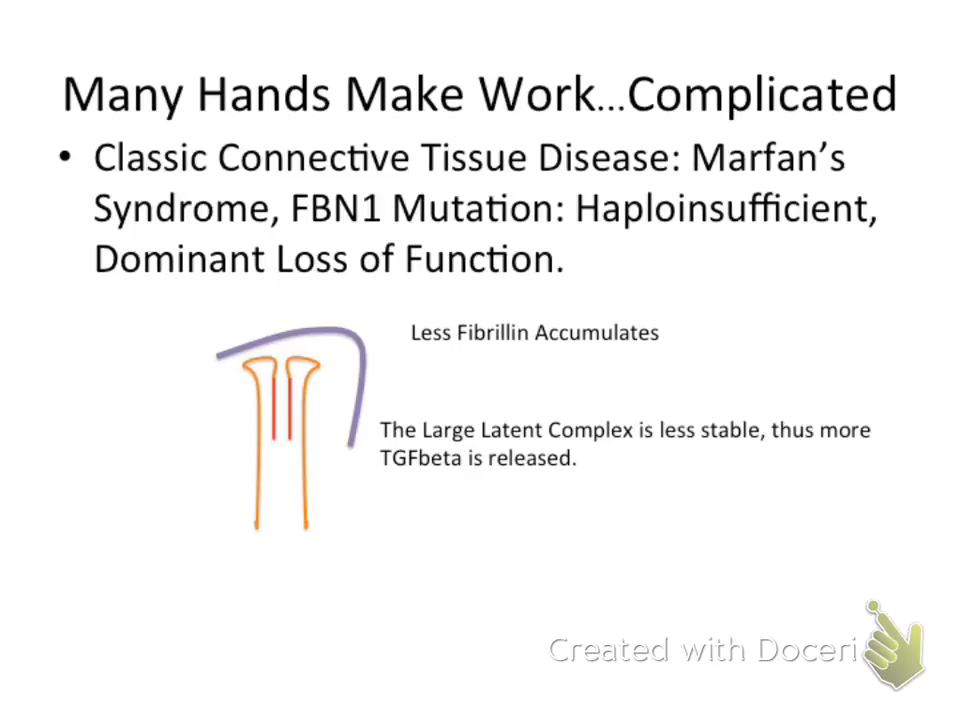 Many Hands Make Work...Complicated
• Classic Connective Tissue Disease: Marfan’s
Syndrome, FBN1 Mutation: Haploinsufficient,
Dominant Loss of Function.
Less Fibrillin Accumulates
The Large Latent Complex is less stable, thus more
TGFbeta is released.
Created with Doceri